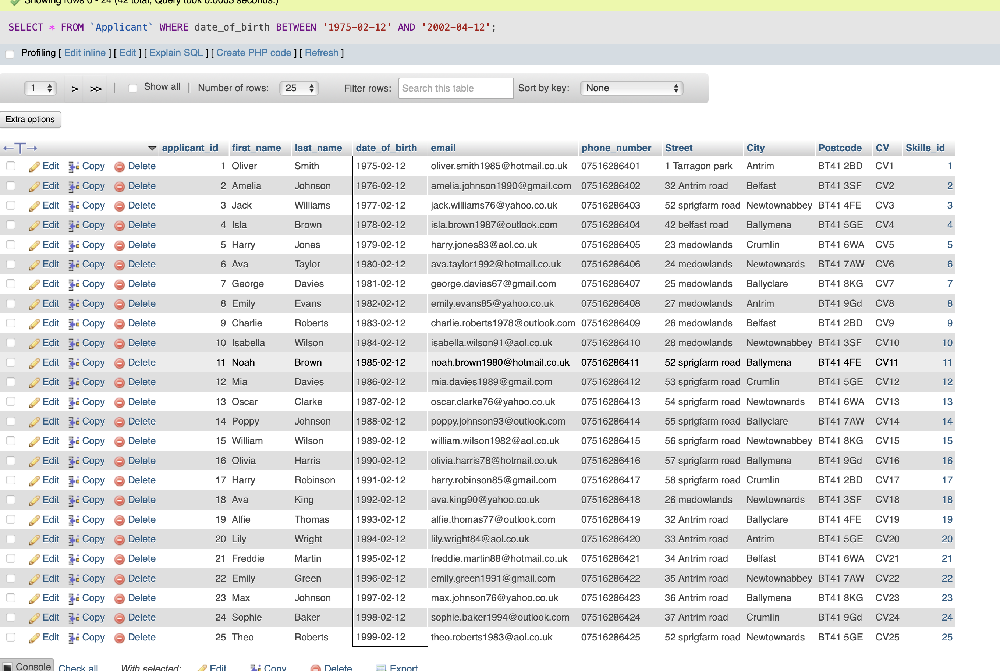 Showing rows 0 - 24 (42 total, Query took 0.0003 seconds.)
SELECT * FROM `Applicant` WHERE date_of_birth BETWEEN '1975-02-12' AND '2002-04-12';
Profiling [ Edit inline ] [ Edit ] [ Explain SQL ] [ Create PHP code ] [ Refresh ]
1 > >> | Show all | Number of rows: 25 Filter rows: Search this table Sort by key: None
Extra options
←T→ applicant_id first_name last_name date_of_birth email phone_number Street City Postcode CV Skills_id
Edit Copy Delete 1 Oliver Smith 1975-02-12 oliver.smith1985@hotmail.co.uk 07516286401 1 Tarragon park Antrim BT41 2BD CV1 1
Edit Copy Delete 2 Amelia Johnson 1976-02-12 amelia.johnson1990@gmail.com 07516286402 32 Antrim road Belfast BT41 3SF CV2 2
Edit Copy Delete 3 Jack Williams 1977-02-12 jack.williams76@yahoo.co.uk 07516286403 52 sprigfarm road Newtownabbey BT41 4FE CV3 3
Edit Copy Delete 4 Isla Brown 1978-02-12 isla.brown1987@outlook.com 07516286404 42 belfast road Ballymena BT41 5GE CV4 4
Edit Copy Delete 5 Harry Jones 1979-02-12 harry.jones83@aol.co.uk 07516286405 23 medowlands Crumlin BT41 6WA CV5 5
Edit Copy Delete 6 Ava Taylor 1980-02-12 ava.taylor1992@hotmail.co.uk 07516286406 24 medowlands Newtownards BT41 7AW CV6 6
Edit Copy Delete 7 George Davies 1981-02-12 george.davies67@gmail.com 07516286407 25 medowlands Ballyclare BT41 8KG CV7 7
Edit Copy Delete 8 Emily Evans 1982-02-12 emily.evans85@yahoo.co.uk 07516286408 27 medowlands Antrim BT41 9Gd CV8 8
Edit Copy Delete 9 Charlie Roberts 1983-02-12 charlie.roberts1978@outlook.com 07516286409 26 medowlands Belfast BT41 2BD CV9 9
Edit Copy Delete 10 Isabella Wilson 1984-02-12 isabella.wilson91@aol.co.uk 07516286410 28 medowlands Newtownabbey BT41 3SF CV10 10
Edit Copy Delete 11 Noah Brown 1985-02-12 noah.brown1980@hotmail.co.uk 07516286411 52 sprigfarm road Ballymena BT41 4FE CV11 11
Edit Copy Delete 12 Mia Davies 1986-02-12 mia.davies1989@gmail.com 07516286412 53 sprigfarm road Crumlin BT41 5GE CV12 12
Edit Copy Delete 13 Oscar Clarke 1987-02-12 oscar.clarke76@yahoo.co.uk 07516286413 54 sprigfarm road Newtownards BT41 6WA CV13 13
Edit Copy Delete 14 Poppy Johnson 1988-02-12 poppy.johnson93@outlook.com 07516286414 55 sprigfarm road Ballyclare BT41 7AW CV14 14
Edit Copy Delete 15 William Wilson 1989-02-12 william.wilson1982@aol.co.uk 07516286415 56 sprigfarm road Newtownabbey BT41 8KG CV15 15
Edit Copy Delete 16 Olivia Harris 1990-02-12 olivia.harris78@hotmail.co.uk 07516286416 57 sprigfarm road Ballymena BT41 9Gd CV16 16
Edit Copy Delete 17 Harry Robinson 1991-02-12 harry.robinson85@gmail.com 07516286417 58 sprigfarm road Crumlin BT41 2BD CV17 17
Edit Copy Delete 18 Ava King 1992-02-12 ava.king90@yahoo.co.uk 07516286418 26 medowlands Newtownards BT41 3SF CV18 18
Edit Copy Delete 19 Alfie Thomas 1993-02-12 alfie.thomas77@outlook.com 07516286419 32 Antrim road Ballyclare BT41 4FE CV19 19
Edit Copy Delete 20 Lily Wright 1994-02-12 lily.wright84@aol.co.uk 07516286420 33 Antrim road Antrim BT41 5GE CV20 20
Edit Copy Delete 21 Freddie Martin 1995-02-12 freddie.martin88@hotmail.co.uk 07516286421 34 Antrim road Belfast BT41 6WA CV21 21
Edit Copy Delete 22 Emily Green 1996-02-12 emily.green1991@gmail.com 07516286422 35 Antrim road Newtownabbey BT41 7AW CV22 22
Edit Copy Delete 23 Max Johnson 1997-02-12 max.johnson76@yahoo.co.uk 07516286423 36 Antrim road Ballymena BT41 8KG CV23 23
Edit Copy Delete 24 Sophie Baker 1998-02-12 sophie.baker1994@outlook.com 07516286424 37 Antrim road Crumlin BT41 9Gd CV24 24
Edit Copy Delete 25 Theo Roberts 1999-02-12 theo.roberts1983@aol.co.uk 07516286425 52 sprigfarm road Newtownards BT41 5GE CV25 25
Console Check all With selected: Edit Copy Delete Export